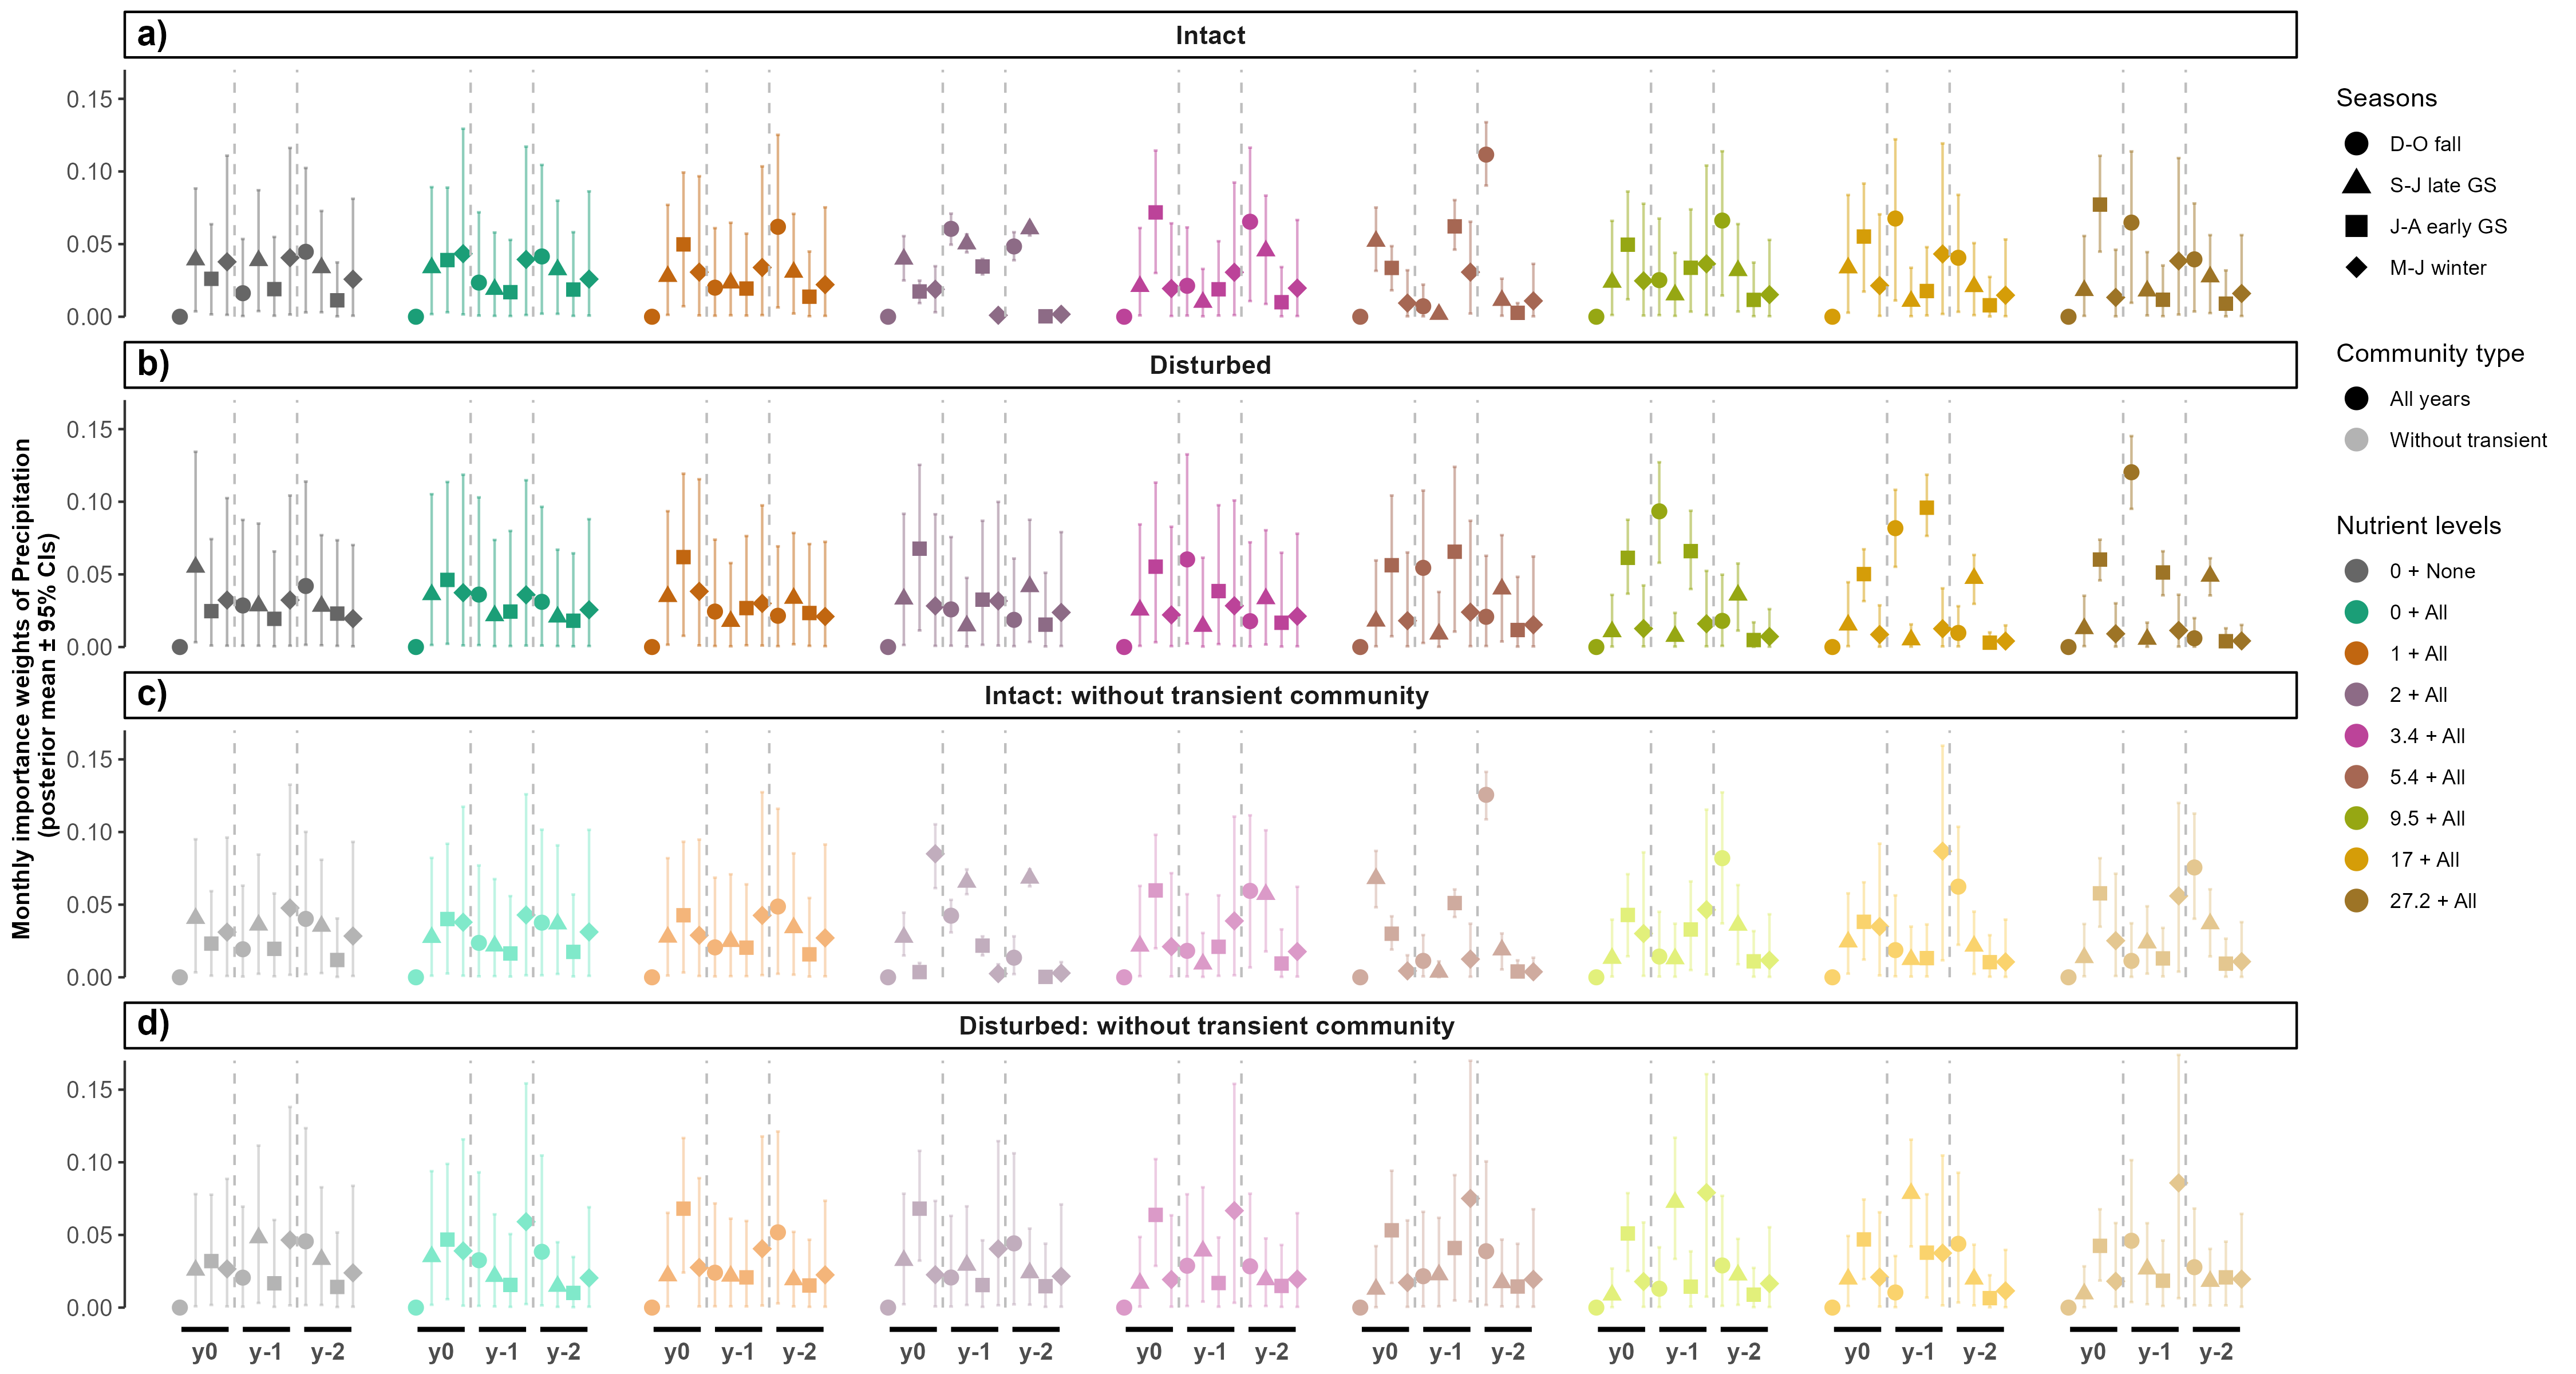 a)
Intact
0.15
0.10
0.05
0.00
b)
Disturbed
0.15
0.10
0.05
0.00
c)
Intact: without transient community
0.15
0.10
0.05
0.00
d)
Disturbed: without transient community
0.15
0.10
0.05
0.00
Monthly importance weights of Precipitation
(posterior mean ± 95% CIs)
y0 y-1 y-2 y0 y-1 y-2 y0 y-1 y-2 y0 y-1 y-2 y0 y-1 y-2 y0 y-1 y-2 y0 y-1 y-2 y0 y-1 y-2 y0 y-1 y-2
Seasons
D-O fall
S-J late GS
J-A early GS
M-J winter
Community type
All years
Without transient
Nutrient levels
0 + None
0 + All
1 + All
2 + All
3.4 + All
5.4 + All
9.5 + All
17 + All
27.2 + All